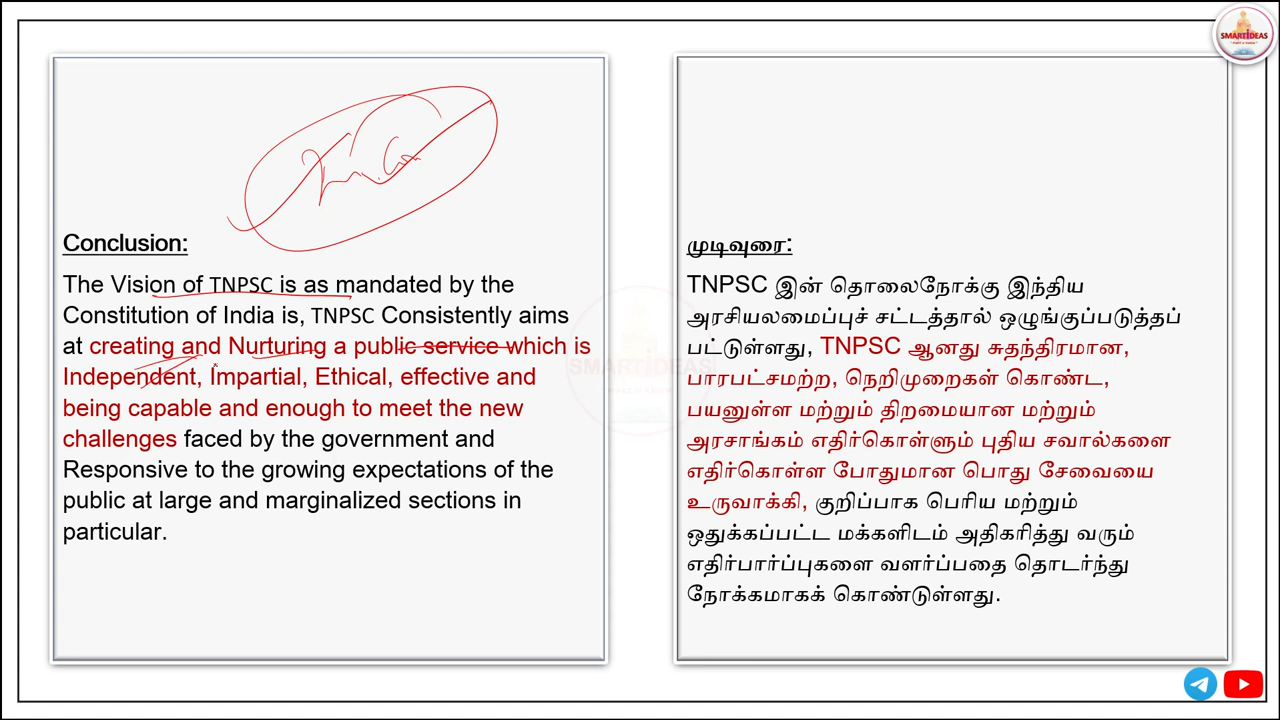 SMARTIDEAS
Conclusion:
The Vision of TNPSC is as mandated by the
Constitution of India is, TNPSC Consistently aims
at creating and Nurturing a public service which is
Independent, Impartial, Ethical, effective and
being capable and enough to meet the new
challenges faced by the government and
Responsive to the growing expectations of the
public at large and marginalized sections in
particular.
முடிவுரை:
TNPSC இன் தொலைநோக்கு இந்திய
அரசியலமைப்புச் சட்டத்தால் ஒழுங்குப்படுத்தப்
பட்டுள்ளது, TNPSC ஆனது சுதந்திரமான,
பாரபட்சமற்ற, நெறிமுறைகள் கொண்ட,
பயனுள்ள மற்றும் திறமையான மற்றும்
அரசாங்கம் எதிர்கொள்ளும் புதிய சவால்களை
எதிர்கொள்ள போதுமான பொது சேவையை
உருவாக்கி, குறிப்பாக பெரிய மற்றும்
ஒதுக்கப்பட்ட மக்களிடம் அதிகரித்து வரும்
எதிர்பார்ப்புகளை வளர்ப்பதை தொடர்ந்து
நோக்கமாகக் கொண்டுள்ளது.
SMARTIDEAS